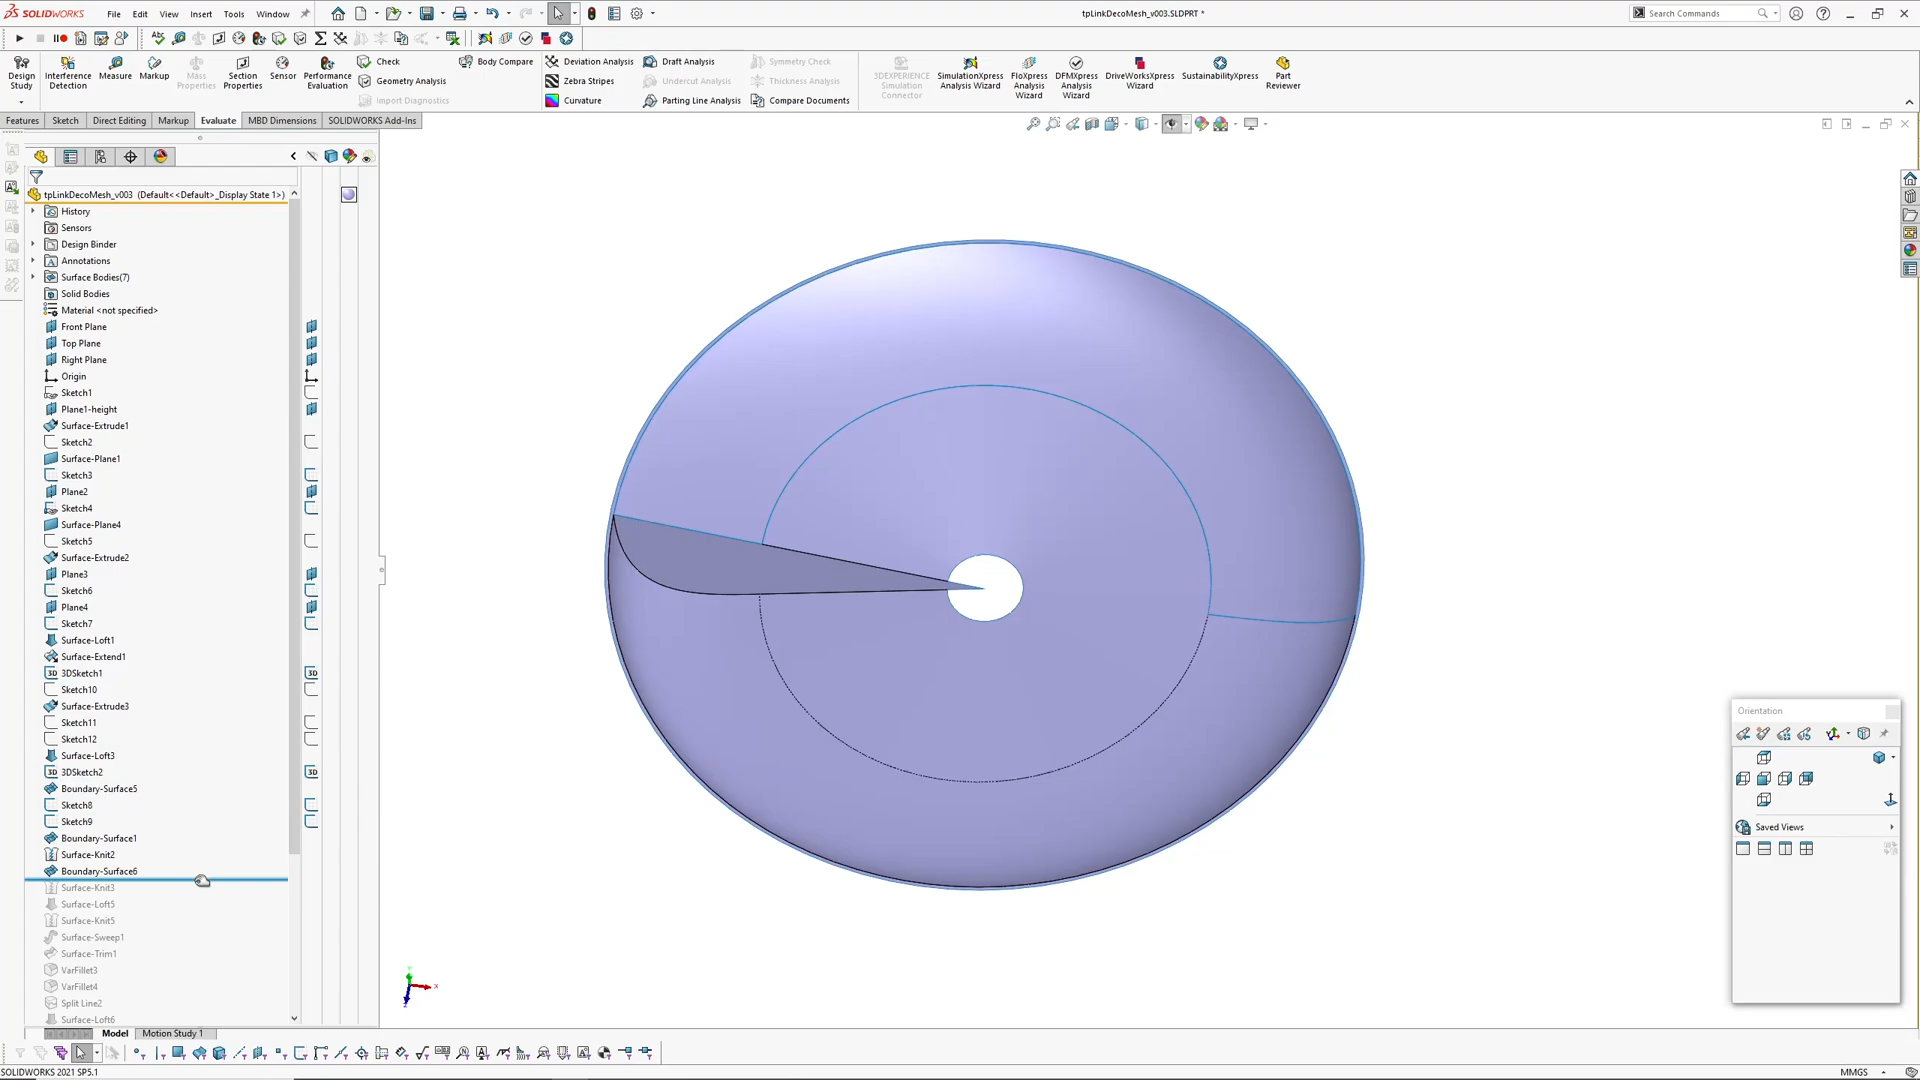 SOLIDWORKS File Edit View Insert Tools Window tpLinkDecoMesh_v003.SLDPRT * Search Commands
Design Study
Interference Detection
Measure
Markup
Mass Properties
Section Properties
Sensor
Performance Evaluation
Check
Geometry Analysis
Import Diagnostics
Body Compare
Deviation Analysis
Zebra Stripes
Curvature
Draft Analysis
Undercut Analysis
Parting Line Analysis
Symmetry Check
Thickness Analysis
Compare Documents
3DEXPERIENCE Simulation Connector
SimulationXpress Analysis Wizard
FloXpress Analysis Wizard
DFMXpress Analysis Wizard
DriveWorksXpress Wizard
SustainabilityXpress
Part Reviewer
Features Sketch Direct Editing Markup Evaluate MBD Dimensions SOLIDWORKS Add-Ins
tpLinkDecoMesh_v003 (Default<<Default>_Display State 1>)
History
Sensors
Design Binder
Annotations
Surface Bodies(7)
Solid Bodies
Material <not specified>
Front Plane
Top Plane
Right Plane
Origin
Sketch1
Plane1-height
Surface-Extrude1
Sketch2
Surface-Plane1
Sketch3
Plane2
Sketch4
Surface-Plane4
Sketch5
Surface-Extrude2
Plane3
Sketch6
Plane4
Sketch7
Surface-Loft1
Surface-Extend1
3DSketch1
Sketch10
Surface-Extrude3
Sketch11
Sketch12
Surface-Loft3
3DSketch2
Boundary-Surface5
Sketch8
Sketch9
Boundary-Surface1
Surface-Knit2
Boundary-Surface6
Surface-Knit3
Surface-Loft5
Surface-Knit5
Surface-Sweep1
Surface-Trim1
VarFillet3
VarFillet4
Split Line2
Surface-Loft6
Orientation
Saved Views
Model Motion Study 1
SOLIDWORKS 2021 SP5.1
MMGS